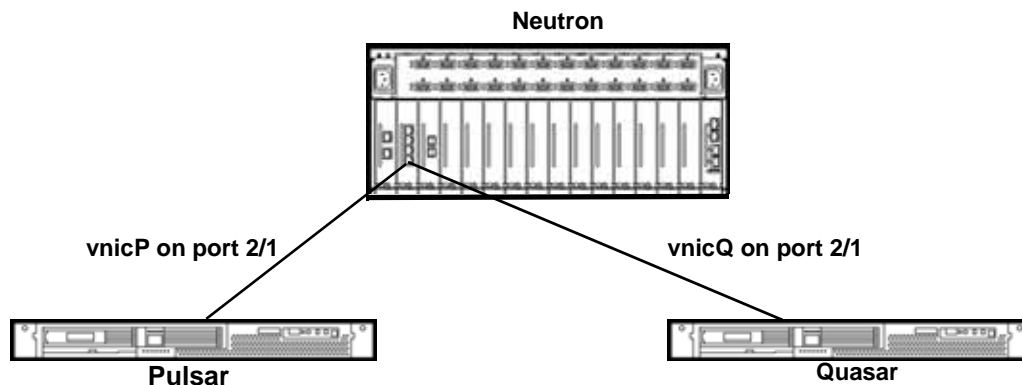 Neutron
vnicP on port 2/1
vnicQ on port 2/1
Pulsar
Quasar